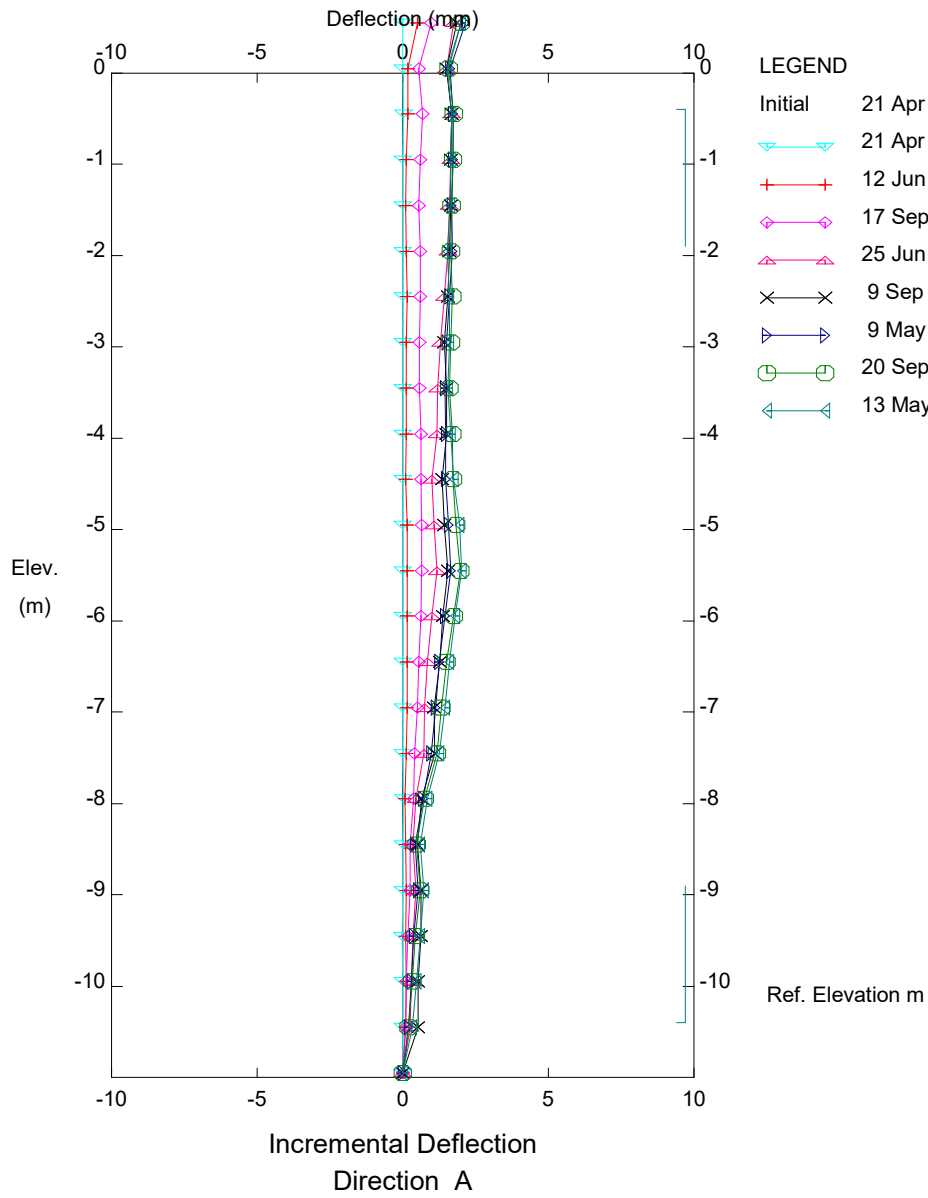 Deflection (mm)
-10 -5 0 5 10
LEGEND
Initial 21 Apr
21 Apr
12 Jun
17 Sep
25 Jun
9 Sep
9 May
20 Sep
13 May
0 0
-1 -1
-2 -2
-3 -3
-4 -4
-5 -5
Elev.
(m)
-6 -6
-7 -7
-8 -8
-9 -9
-10 -10
Ref. Elevation m
-10 -5 0 5 10
Incremental Deflection
Direction A